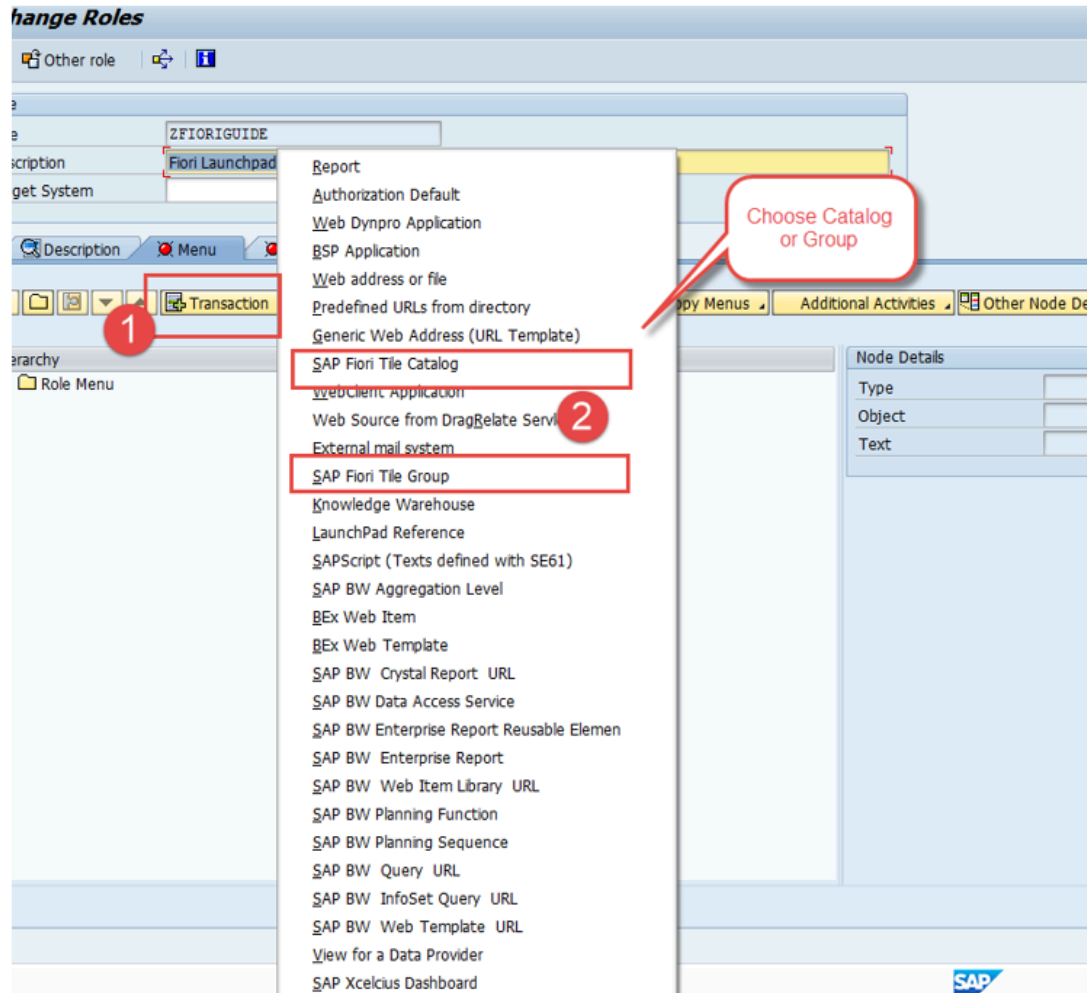 hange Roles
Other role
e
e ZFIORIGUIDE
scription Fiori Launchpad
get System
Description Menu
Transaction
py Menus Additional Activities Other Node De
1
erarchy
Role Menu
Report
Authorization Default
Web Dynpro Application
BSP Application
Web address or file
Predefined URLs from directory
Generic Web Address (URL Template)
SAP Fiori Tile Catalog
WebClient Application
Web Source from DragRelate Servi
2
External mail system
SAP Fiori Tile Group
Knowledge Warehouse
LaunchPad Reference
SAPScript (Texts defined with SE61)
SAP BW Aggregation Level
BEx Web Item
BEx Web Template
SAP BW Crystal Report URL
SAP BW Data Access Service
SAP BW Enterprise Report Reusable Elemen
SAP BW Enterprise Report
SAP BW Web Item Library URL
SAP BW Planning Function
SAP BW Planning Sequence
SAP BW Query URL
SAP BW InfoSet Query URL
SAP BW Web Template URL
View for a Data Provider
SAP Xcelcius Dashboard
Choose Catalog
or Group
Node Details
Type
Object
Text
SAP